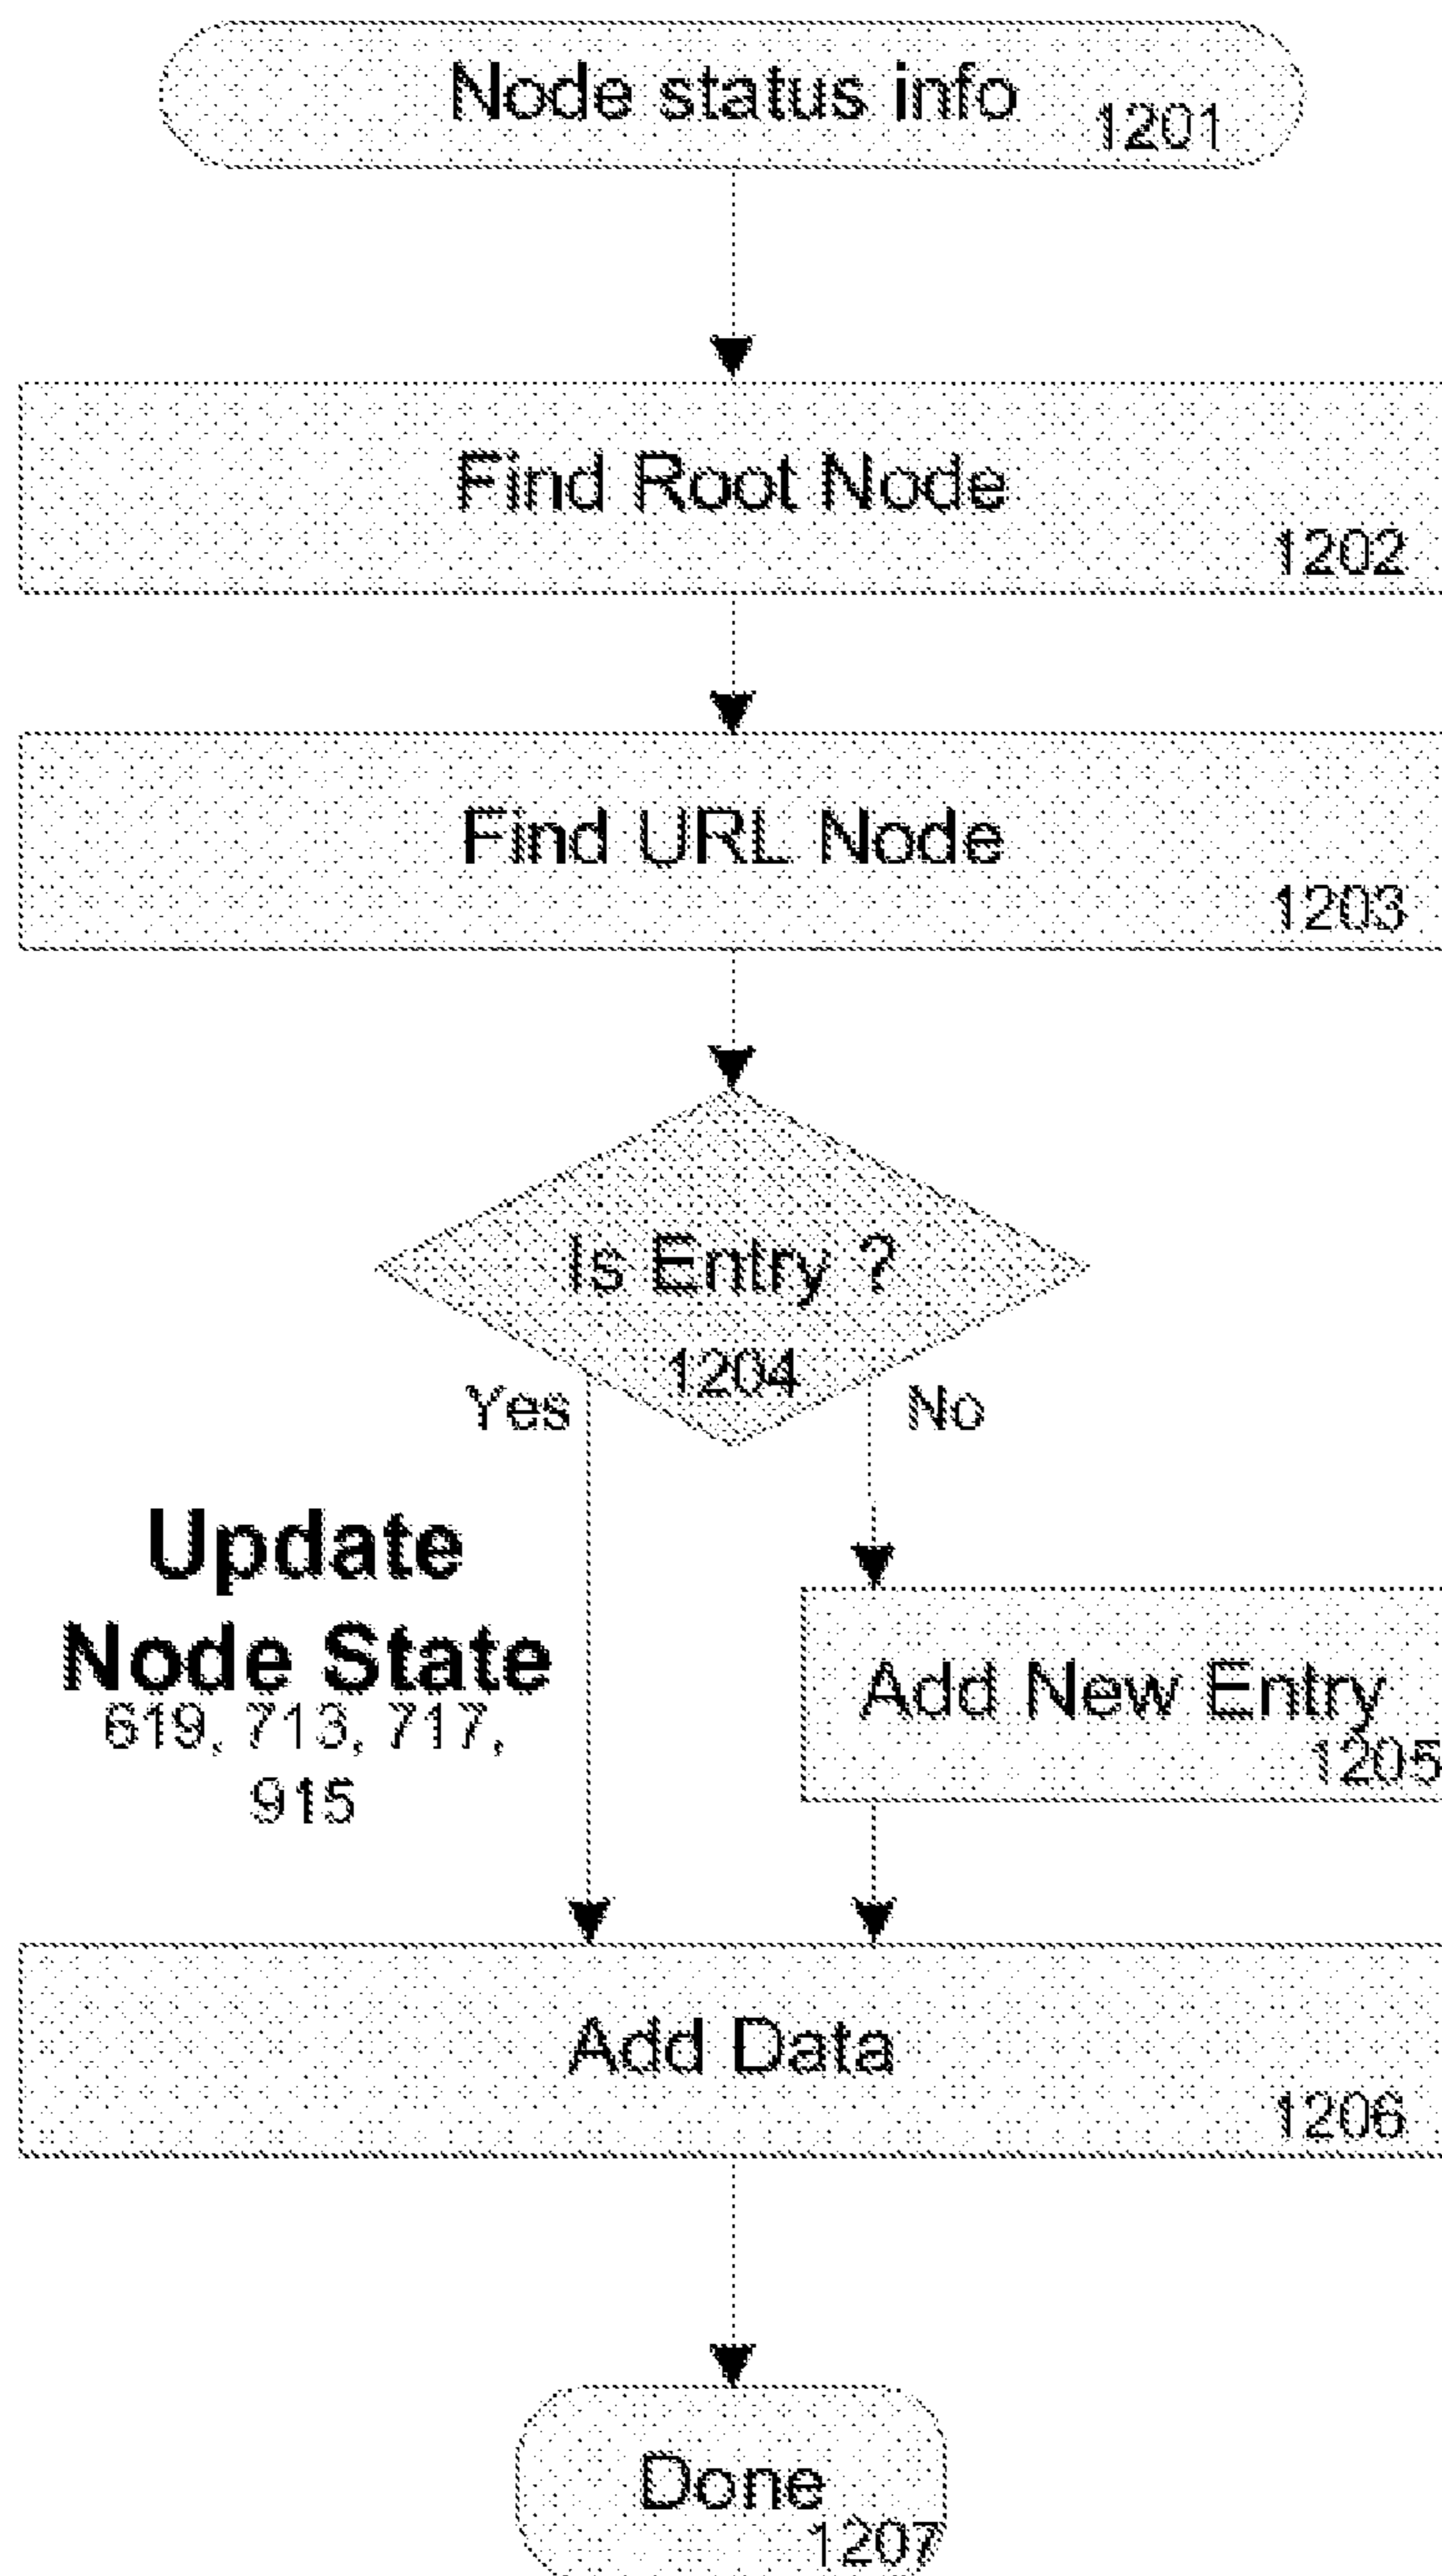 Node status info
1201
Find Root Node
1202
Find URL Node
1203
Is Entry ?
1204
Yes
No
Update
Node State
619, 713, 717,
915
Add New Entry
1205
Add Data
1206
Done
1207